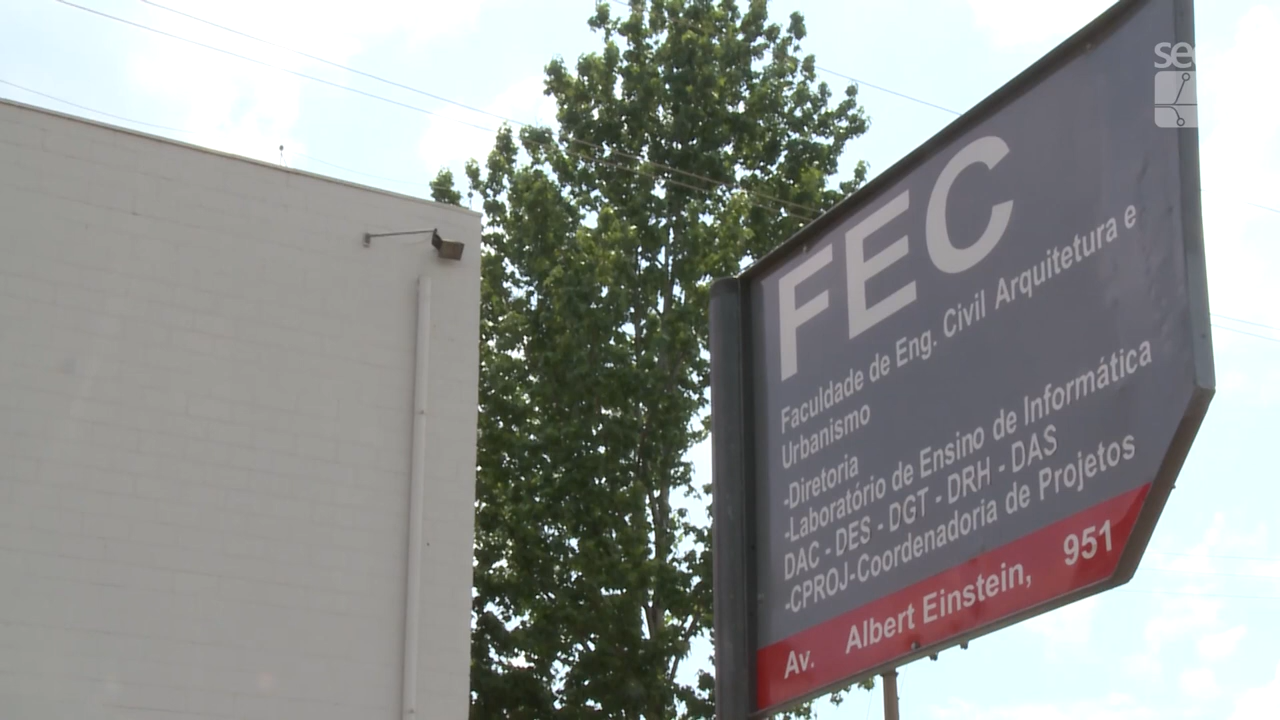 FEC
Faculdade de Eng. Civil Arquitetura e
Urbanismo
-Diretoria
-Laboratório de Ensino de Informática
DAC - DES - DGT - DRH - DAS
-CPROJ-Coordenadoria de Projetos
Av. Albert Einstein, 951